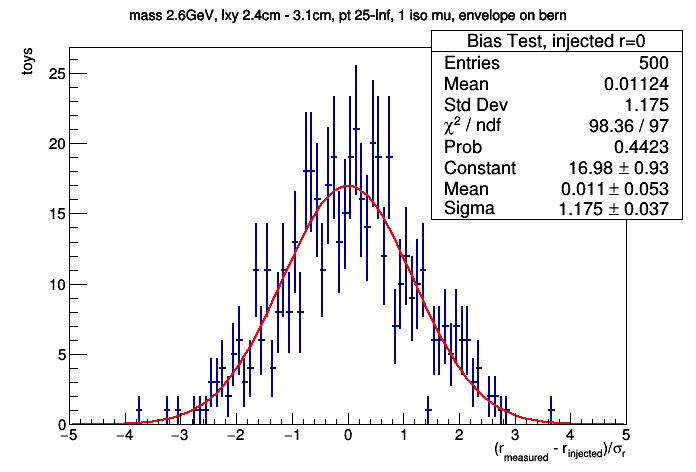 mass 2.6GeV, lxy 2.4cm - 3.1cm, pt 25-Inf, 1 iso mu, envelope on bern
Bias Test, injected r=0
Entries 500
Mean 0.01124
Std Dev 1.175
χ² / ndf 98.36 / 97
Prob 0.4423
Constant 16.98 ± 0.93
Mean 0.011 ± 0.053
Sigma 1.175 ± 0.037
toys
25
20
15
10
5
0
−5 −4 −3 −2 −1 0 1 2 3 4 5
(r_measured - r_injected)/σ_r